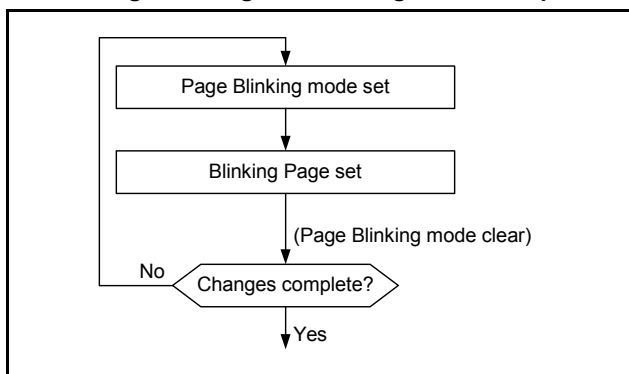 Page Blinking mode set
Blinking Page set
(Page Blinking mode clear)
No
Changes complete?
Yes